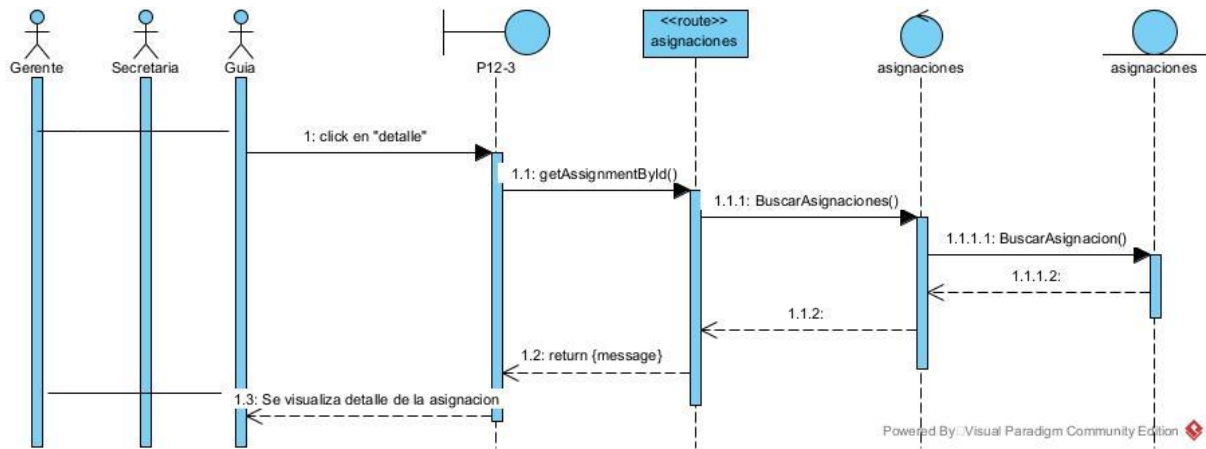 <<route>>
asignaciones
Gerente
Secretaria
Guia
P12-3
asignaciones
asignaciones
1: click en "detalle"
1.1: getAssignmentById()
1.1.1: BuscarAsignaciones()
1.1.1.1: BuscarAsignacion()
1.1.1.2:
1.1.2:
1.2: return {message}
1.3: Se visualiza detalle de la asignacion
Powered By Visual Paradigm Community Edition